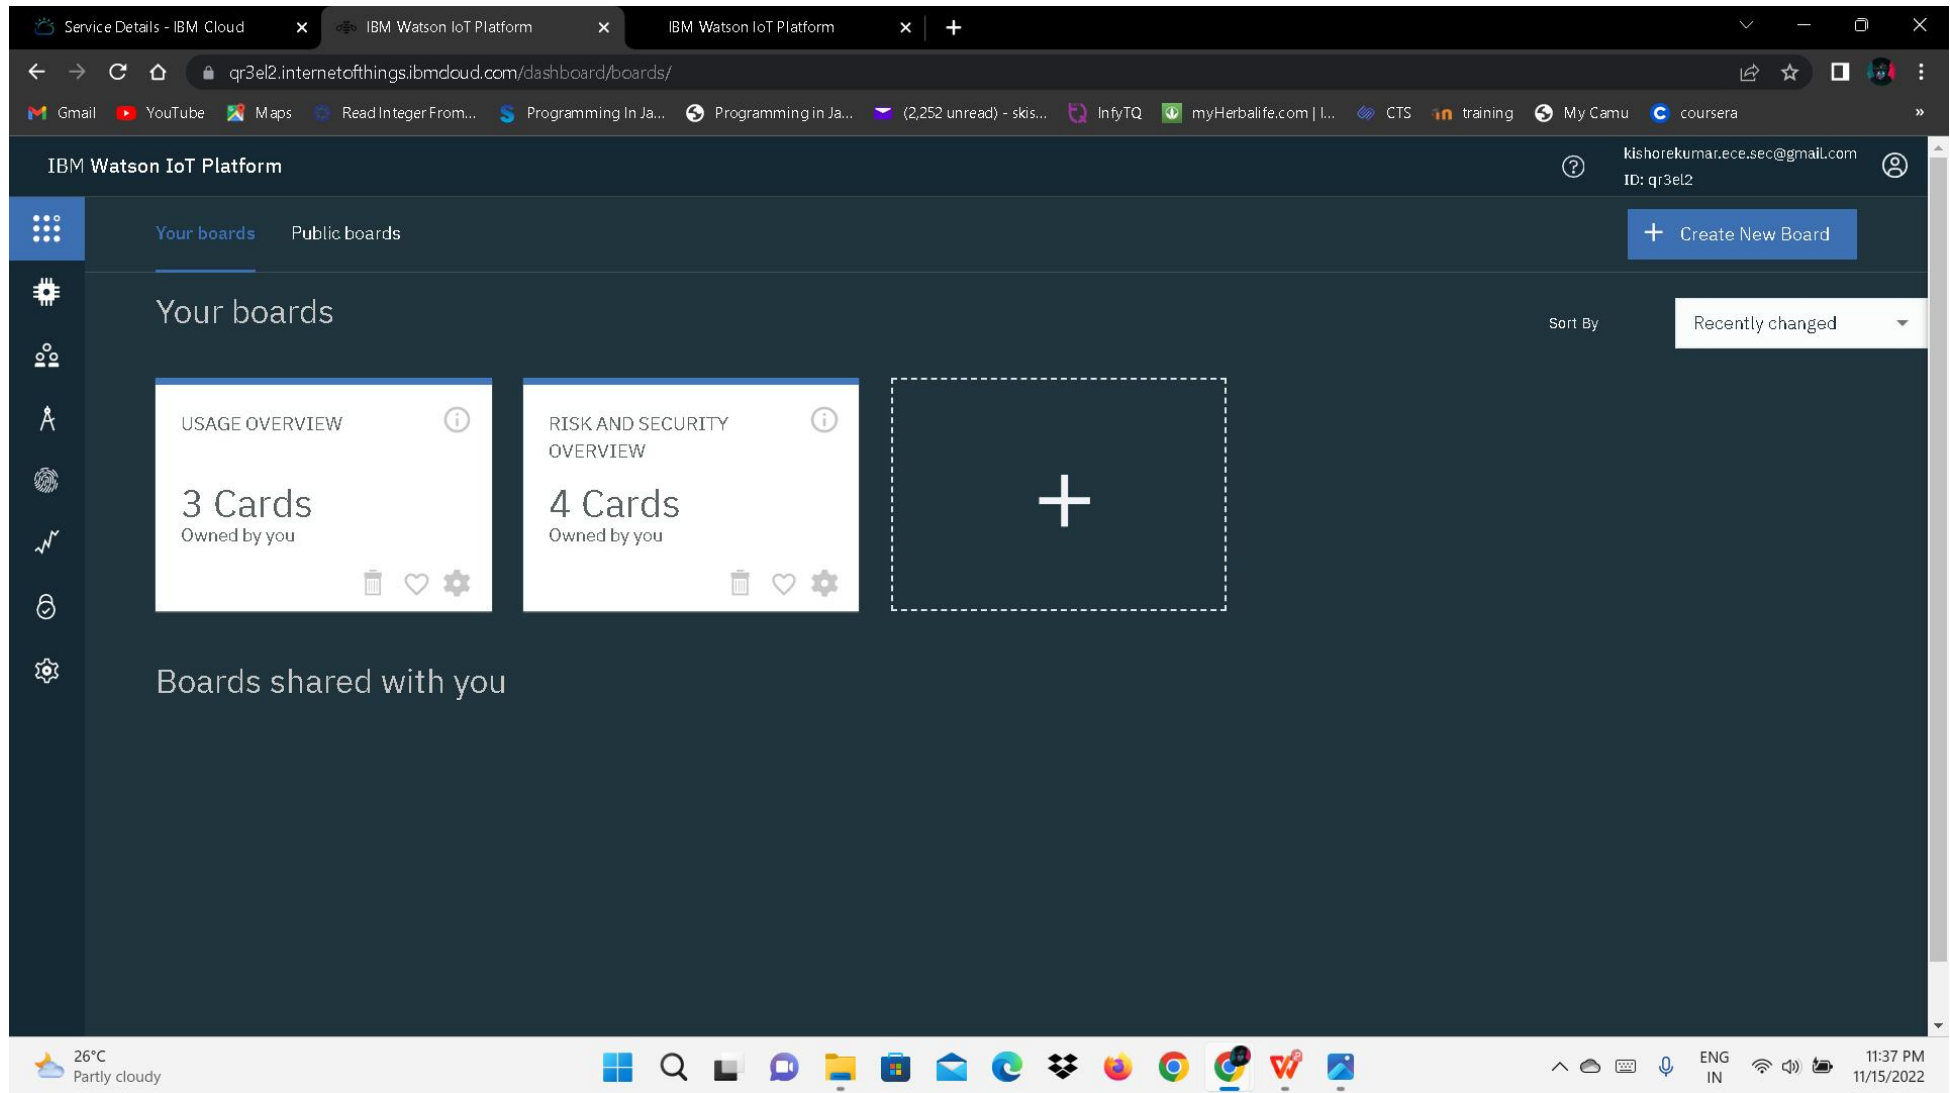 Service Details - IBM Cloud
IBM Watson IoT Platform
IBM Watson IoT Platform
qr3el2.internetofthings.ibmcloud.com/dashboard/boards/
Gmail
YouTube
Maps
Read Integer From...
Programming In Ja...
Programming in Ja...
(2,252 unread) - skis...
InfyTQ
myHerbalife.com | I...
CTS
training
My Camu
coursera
»
IBM Watson IoT Platform
kishorekumar.ece.sec@gmail.com
ID: qr3el2
Your boards
Public boards
+ Create New Board
Your boards
Sort By
Recently changed
USAGE OVERVIEW
3 Cards
Owned by you
RISK AND SECURITY
OVERVIEW
4 Cards
Owned by you
Boards shared with you
26°C
Partly cloudy
ENG
IN
11:37 PM
11/15/2022